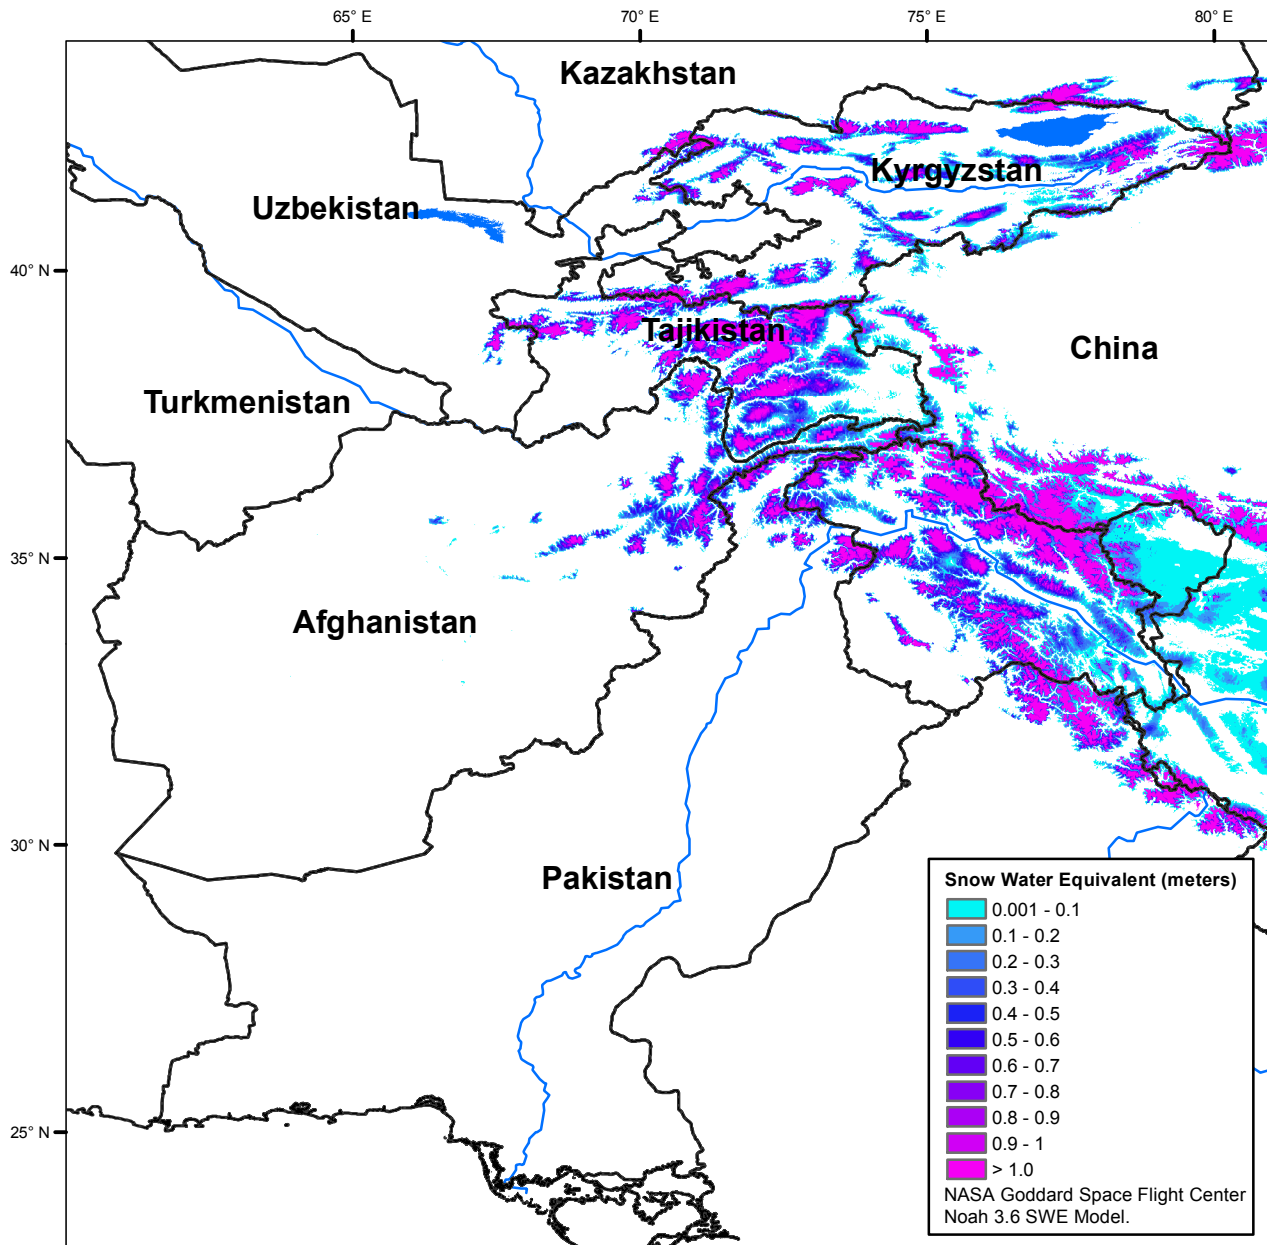 65° E
70° E
75° E
80° E
Kazakhstan
Kyrgyzstan
Uzbekistan
40° N
Tajikistan
China
Turkmenistan
35° N
Afghanistan
30° N
Pakistan
25° N
Snow Water Equivalent (meters)
0.001 - 0.1
0.1 - 0.2
0.2 - 0.3
0.3 - 0.4
0.4 - 0.5
0.5 - 0.6
0.6 - 0.7
0.7 - 0.8
0.8 - 0.9
0.9 - 1
> 1.0
NASA Goddard Space Flight Center
Noah 3.6 SWE Model.